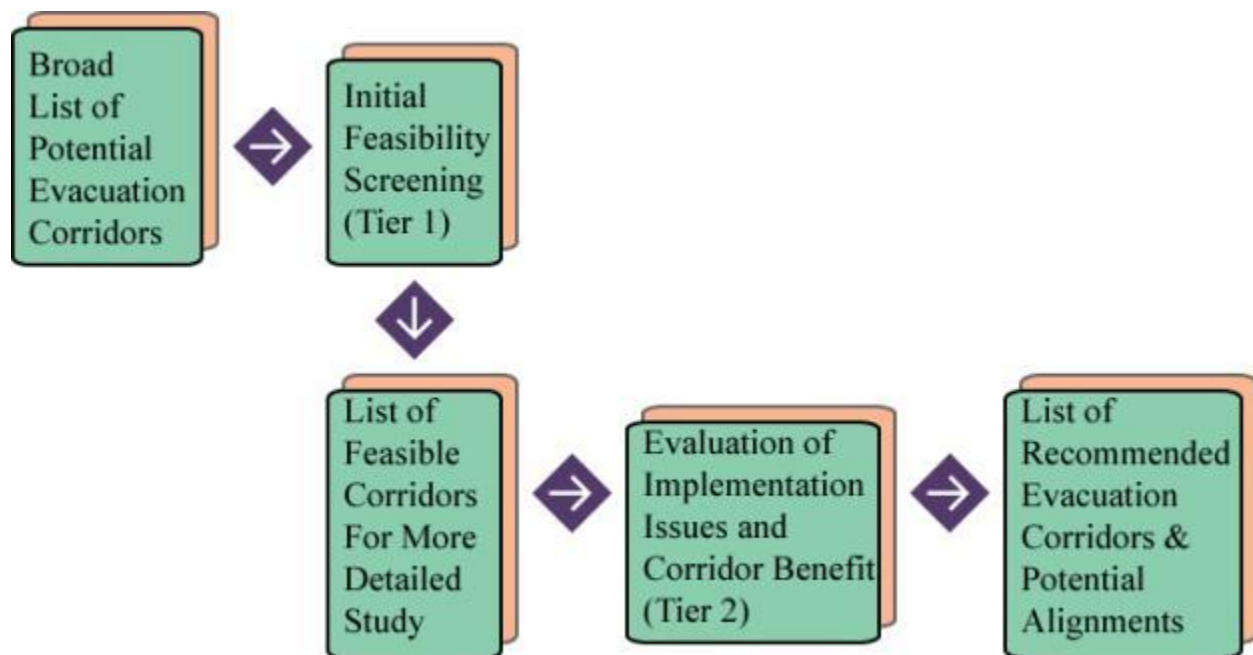 Broad
List of
Potential
Evacuation
Corridors
Initial
Feasibility
Screening
(Tier 1)
List of
Feasible
Corridors
For More
Detailed
Study
Evaluation of
Implementation
Issues and
Corridor Benefit
(Tier 2)
List of
Recommended
Evacuation
Corridors &
Potential
Alignments